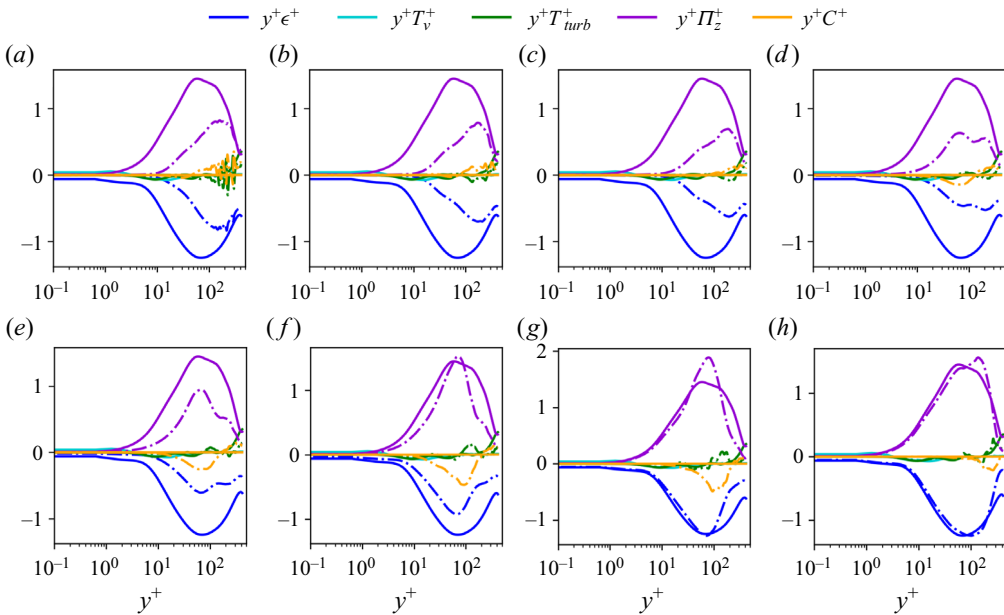 y⁺ϵ⁺ y⁺T_v⁺ y⁺T_turb⁺ y⁺Π_z⁺ y⁺C⁺
(a) (b) (c) (d)
1 1 1 1
0 0 0 0
−1 −1 −1 −1
10⁻¹ 10⁰ 10¹ 10² 10⁻¹ 10⁰ 10¹ 10² 10⁻¹ 10⁰ 10¹ 10² 10⁻¹ 10⁰ 10¹ 10²
(e) (f) (g) (h)
2
1 1 1 1
0 0 0 0
−1 −1 −1 −1
10⁻¹ 10⁰ 10¹ 10² 10⁻¹ 10⁰ 10¹ 10² 10⁻¹ 10⁰ 10¹ 10² 10⁻¹ 10⁰ 10¹ 10²
y⁺ y⁺ y⁺ y⁺